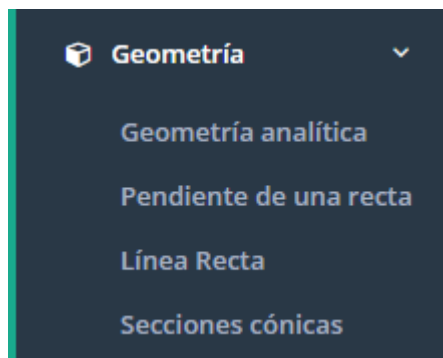 Geometría
Geometría analítica
Pendiente de una recta
Línea Recta
Secciones cónicas